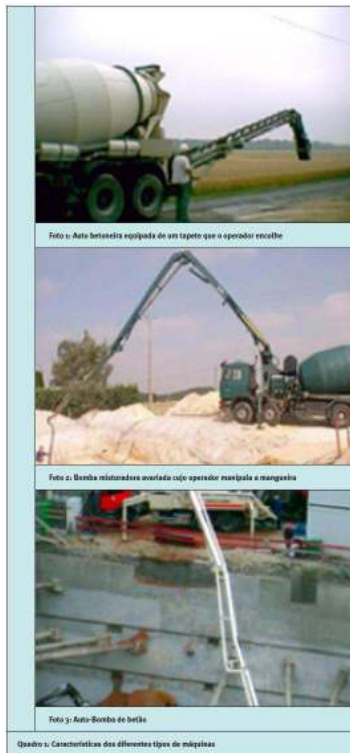 Foto 1: Auto betoneira equipada de um tapete que o operador encolhe
Foto 2: Bomba misturadora avariada cujo operador manipula a mangueira
Foto 3: Auto-Bomba de betão
Quadro 1: Características dos diferentes tipos de máquinas